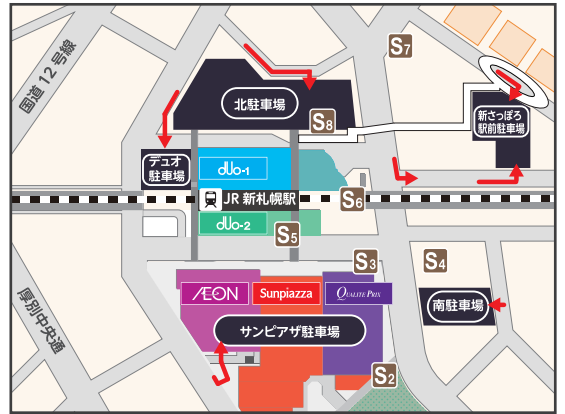 国道12号線
S7
北駐車場
S8
新さっぽろ
駅前駐車場
デュオ
駐車場
duo-1
JR 新札幌駅
S6
duo-2
S5
S3
S4
ÆON
Sunpiazza
QUALITE PRIX
南駐車場
サンピアザ駐車場
厚別中央通
S2